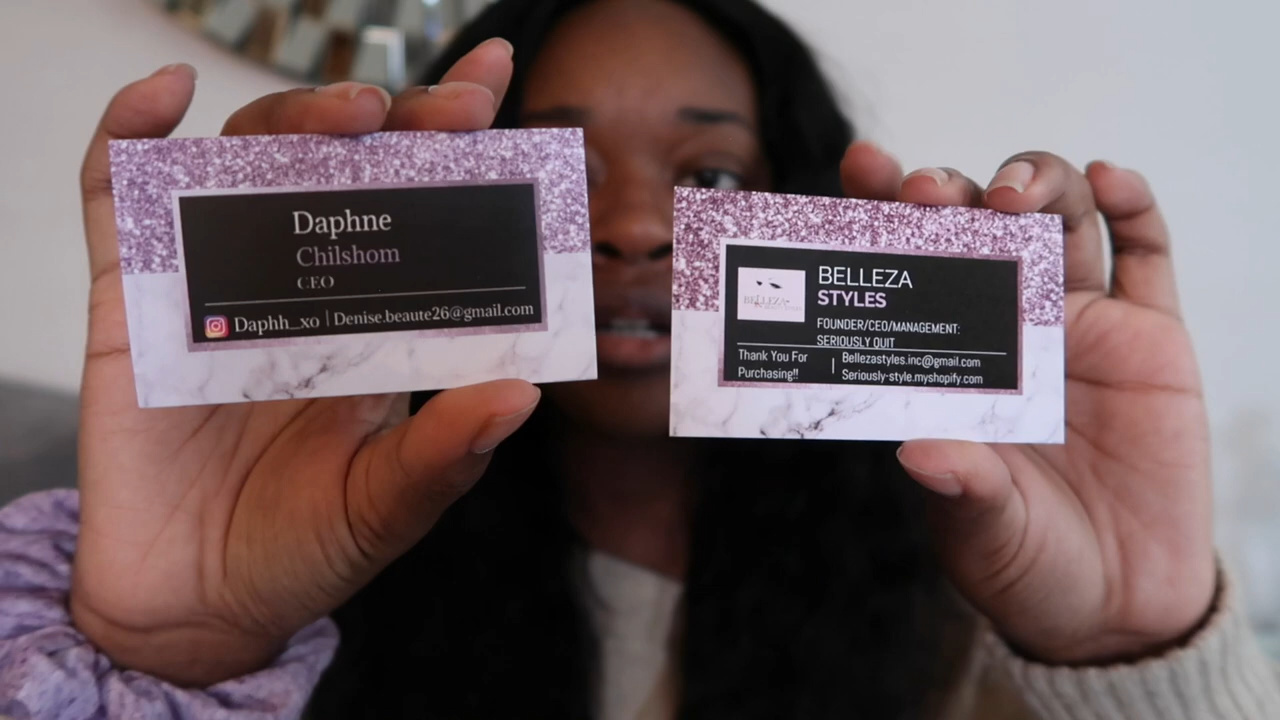 Daphne
Chilshom
CEO
Daphh_xo | Denise.beaute26@gmail.com
BELLEZA
BELLEZA
STYLES
FOUNDER/CEO/MANAGEMENT:
SERIOUSLY QUIT
Thank You For
Purchasing!!
Bellezastyles.inc@gmail.com
Seriously-style.myshopify.com